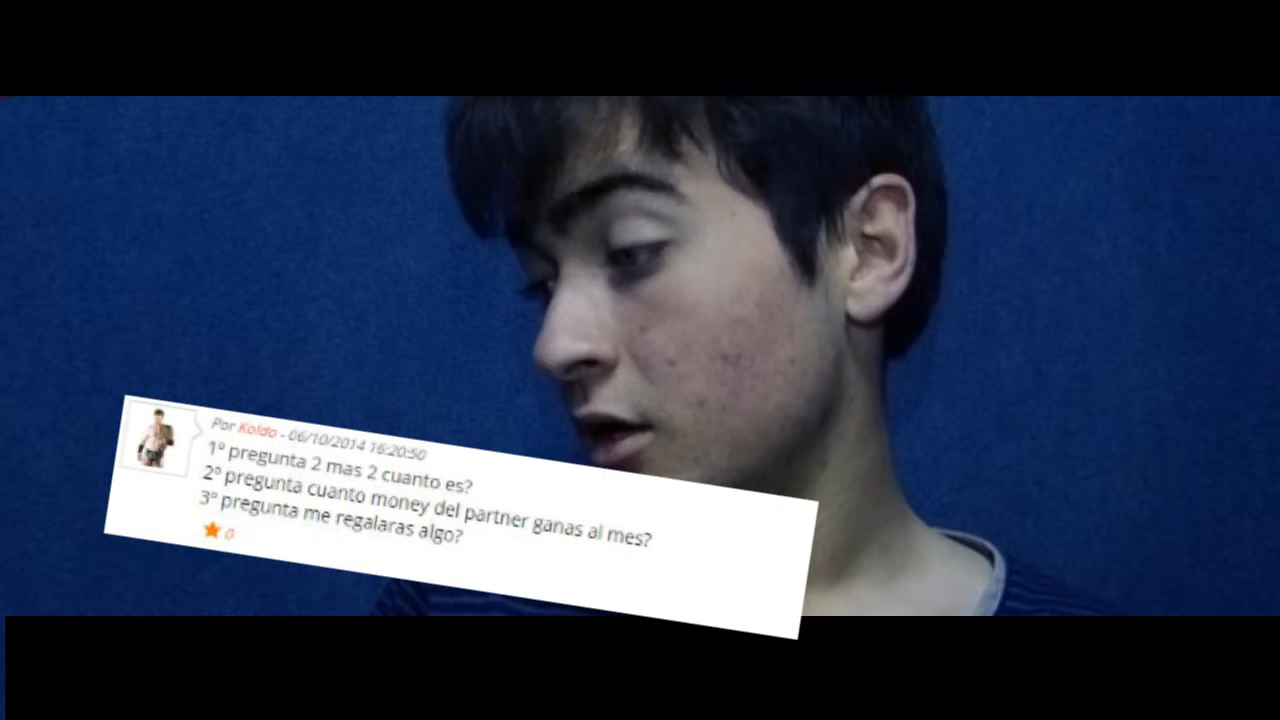 Por Koldo - 06/10/2014 16:20:50
1º pregunta 2 mas 2 cuanto es?
2º pregunta cuanto money del partner ganas al mes?
3º pregunta me regalaras algo?
0